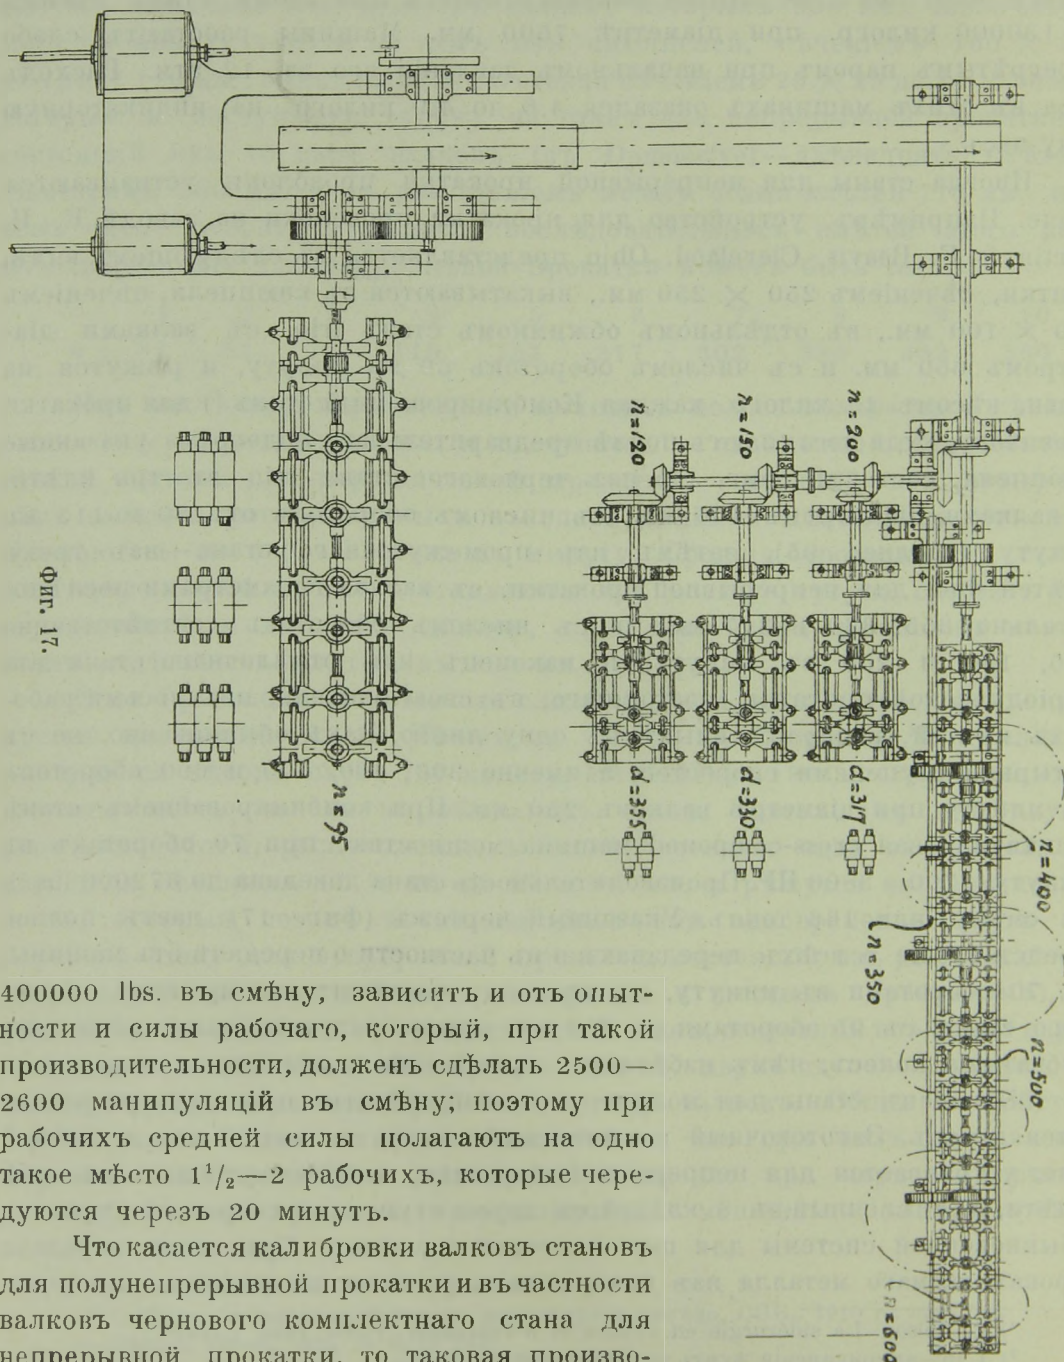 n=120
n=150
n=200
d=355
d=330
d=317
n=95
n=400
n=350
n=500
n=600
Фиг. 17.
400000 lbs. въ смѣну, зависитъ и отъ опыт-
ности и силы рабочаго, который, при такой
производительности, долженъ сдѣлать 2500—
2600 манипуляцій въ смѣну; поэтому при
рабочихъ средней силы полагаютъ на одно
такое мѣсто 1¹/₂—2 рабочихъ, которые чере-
дуются черезъ 20 минутъ.
Что касается калибровки валковъ становъ
для полунепрерывной прокатки и въ частности
валковъ чернового комплектнаго стана для
непрерывной прокатки, то таковая произво-